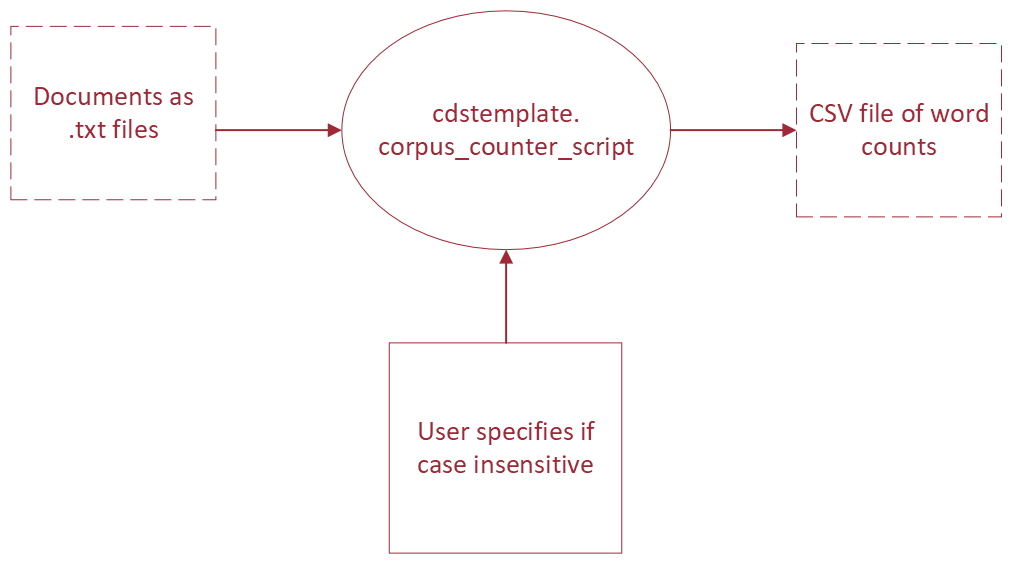 Documents as
.txt files
cdstemplate.
corpus_counter_script
CSV file of word
counts
User specifies if
case insensitive